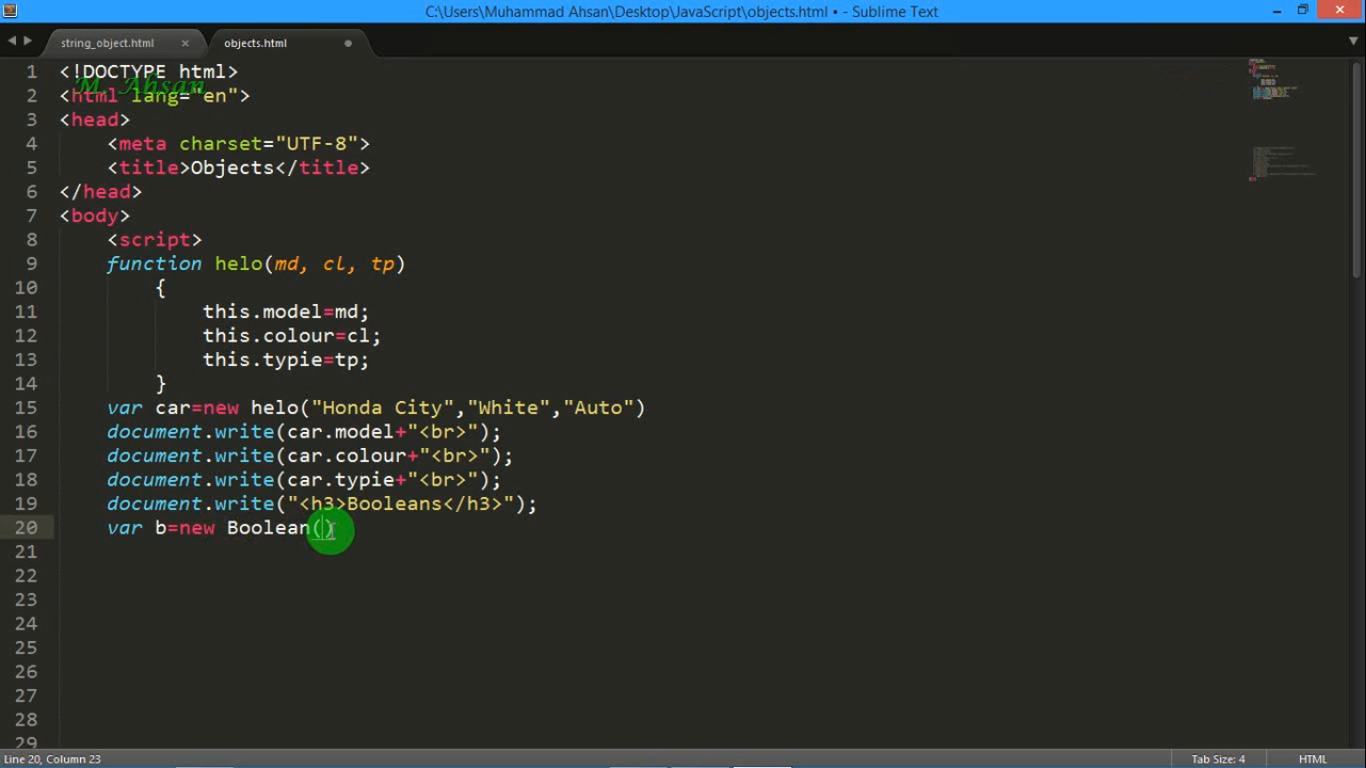 C:\Users\Muhammad Ahsan\Desktop\JavaScript\objects.html • - Sublime Text
string_object.html × objects.html
M. Ahsan
1 <!DOCTYPE html>
2 <html lang="en">
3 <head>
4 <meta charset="UTF-8">
5 <title>Objects</title>
6 </head>
7 <body>
8 <script>
9 function helo(md, cl, tp)
10 {
11 this.model=md;
12 this.colour=cl;
13 this.typie=tp;
14 }
15 var car=new helo("Honda City","White","Auto")
16 document.write(car.model+"<br>");
17 document.write(car.colour+"<br>");
18 document.write(car.typie+"<br>");
19 document.write("<h3>Booleans</h3>");
20 var b=new Boolean()
21
22
23
24
25
26
27
28
29
Line 20, Column 23 Tab Size: 4 HTML